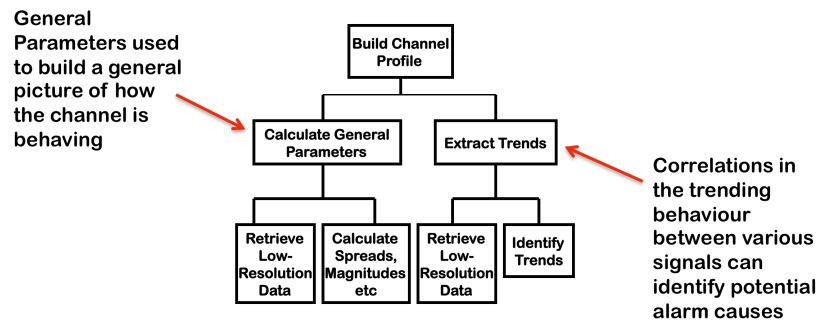 General
Parameters used
to build a general
picture of how
the channel is
behaving
Build Channel
Profile
Calculate General
Parameters
Extract Trends
Retrieve
Low-
Resolution
Data
Calculate
Spreads,
Magnitudes
etc
Retrieve
Low-
Resolution
Data
Identify
Trends
Correlations in
the trending
behaviour
between various
signals can
identify potential
alarm causes